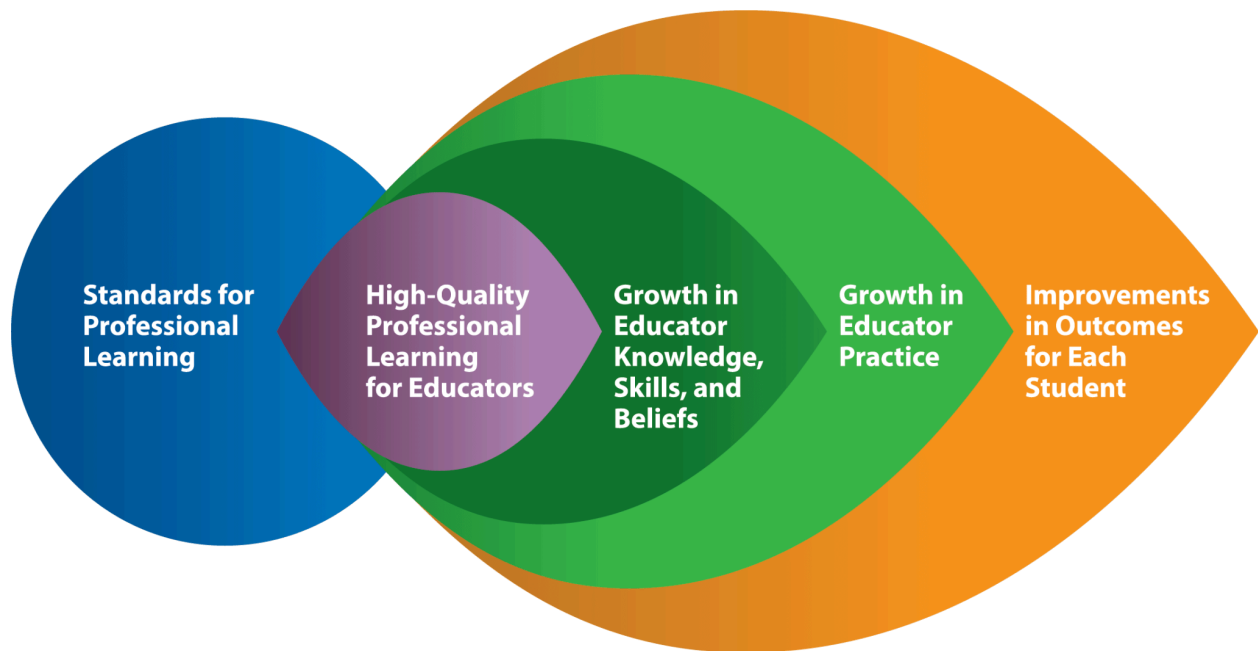 Standards for
Professional
Learning
High-Quality
Professional
Learning
for Educators
Growth in
Educator
Knowledge,
Skills, and
Beliefs
Growth in
Educator
Practice
Improvements
in Outcomes
for Each
Student